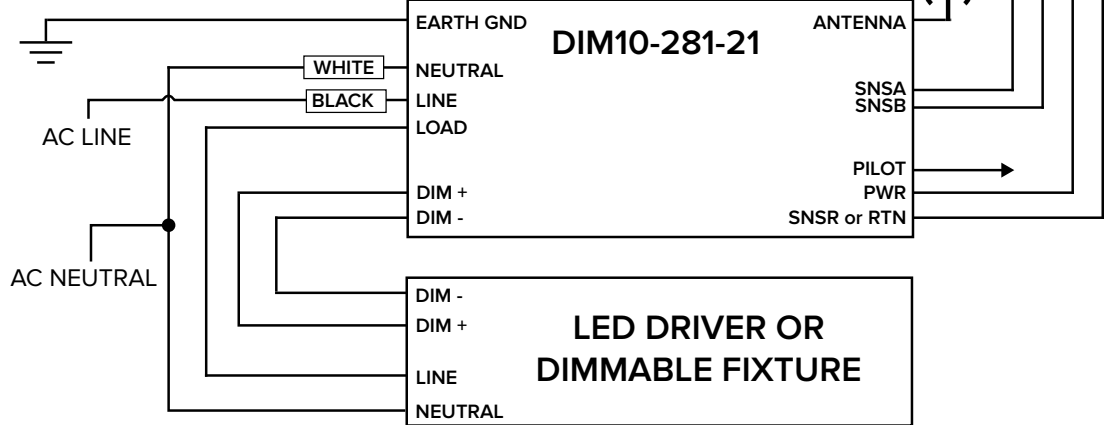 EARTH GND
ANTENNA
DIM10-281-21
WHITE
NEUTRAL
SNSA
BLACK
LINE
SNSB
AC LINE
LOAD
PILOT
DIM +
PWR
DIM -
SNSR or RTN
AC NEUTRAL
DIM -
DIM +
LED DRIVER OR
DIMMABLE FIXTURE
LINE
NEUTRAL